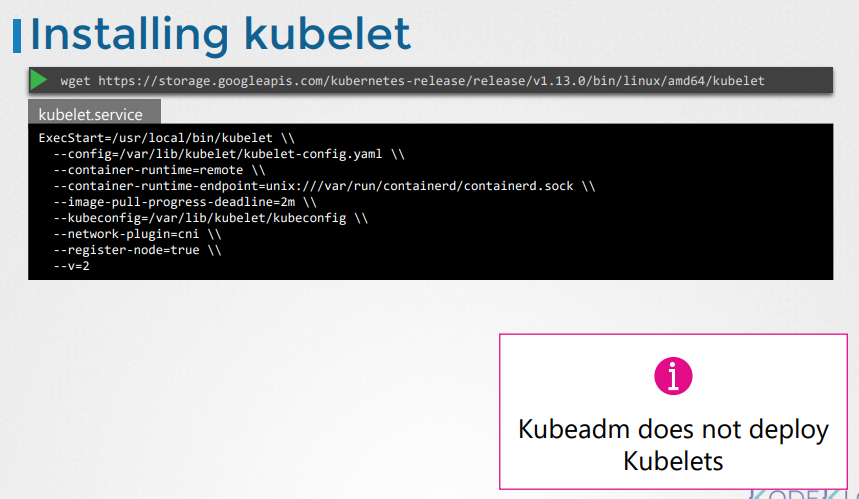 Installing kubelet
wget https://storage.googleapis.com/kubernetes-release/release/v1.13.0/bin/linux/amd64/kubelet
kubelet.service
ExecStart=/usr/local/bin/kubelet \\
--config=/var/lib/kubelet/kubelet-config.yaml \\
--container-runtime=remote \\
--container-runtime-endpoint=unix:///var/run/containerd/containerd.sock \\
--image-pull-progress-deadline=2m \\
--kubeconfig=/var/lib/kubelet/kubeconfig \\
--network-plugin=cni \\
--register-node=true \\
--v=2
i
Kubeadm does not deploy
Kubelets